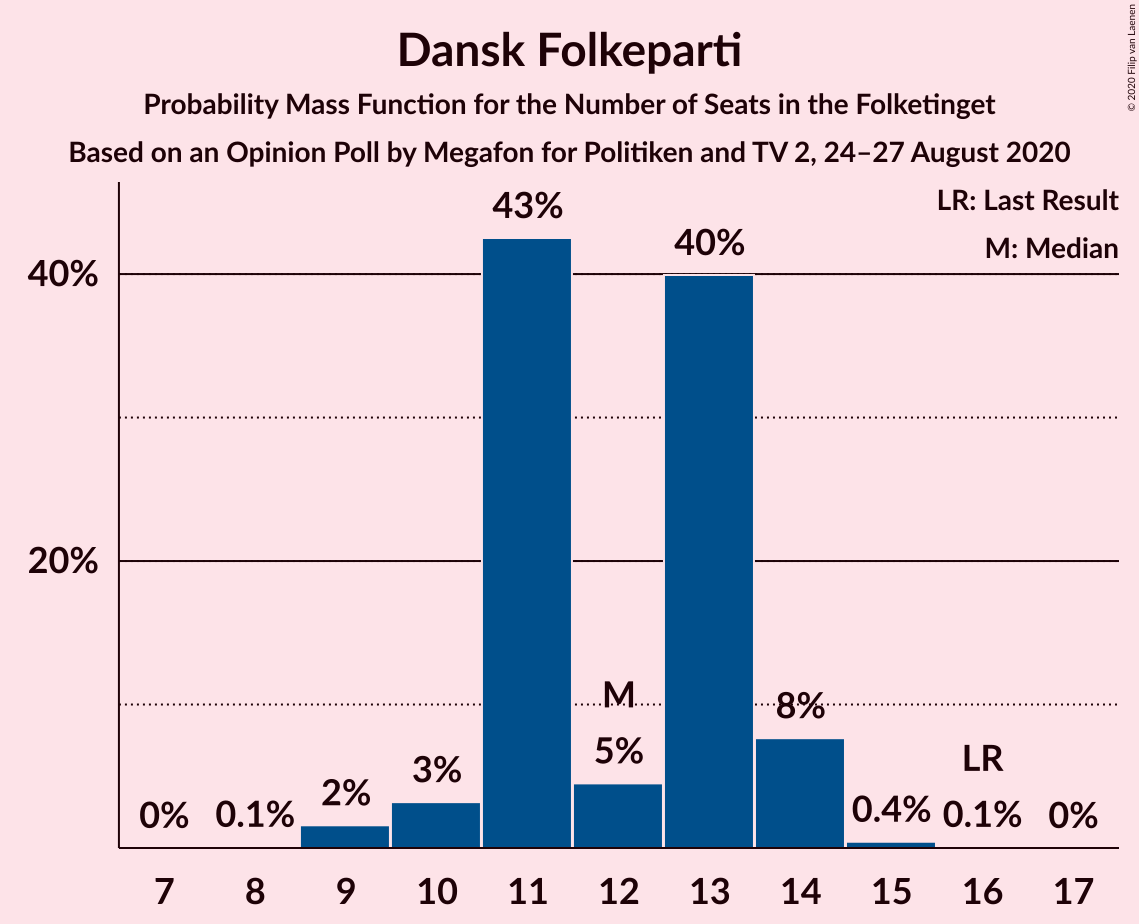 Dansk Folkeparti
Probability Mass Function for the Number of Seats in the Folketinget
Based on an Opinion Poll by Megafon for Politiken and TV 2, 24–27 August 2020
© 2020 Filip van Laenen
LR: Last Result
M: Median
40%
20%
0%
0.1%
2%
3%
43%
M
5%
40%
8%
0.4%
LR
0.1%
0%
7 8 9 10 11 12 13 14 15 16 17